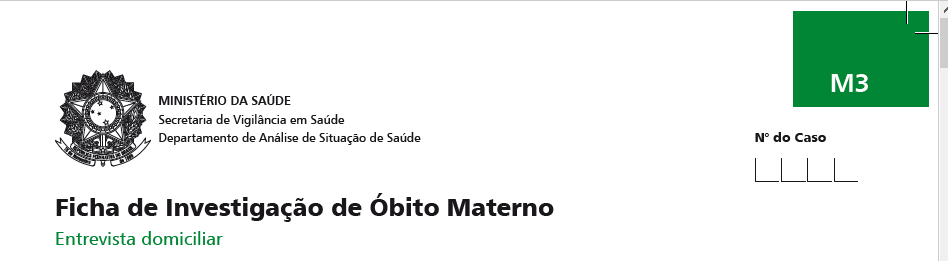 M3
MINISTÉRIO DA SAÚDE
Secretaria de Vigilância em Saúde
Departamento de Análise de Situação de Saúde
Nº do Caso
Ficha de Investigação de Óbito Materno
Entrevista domiciliar